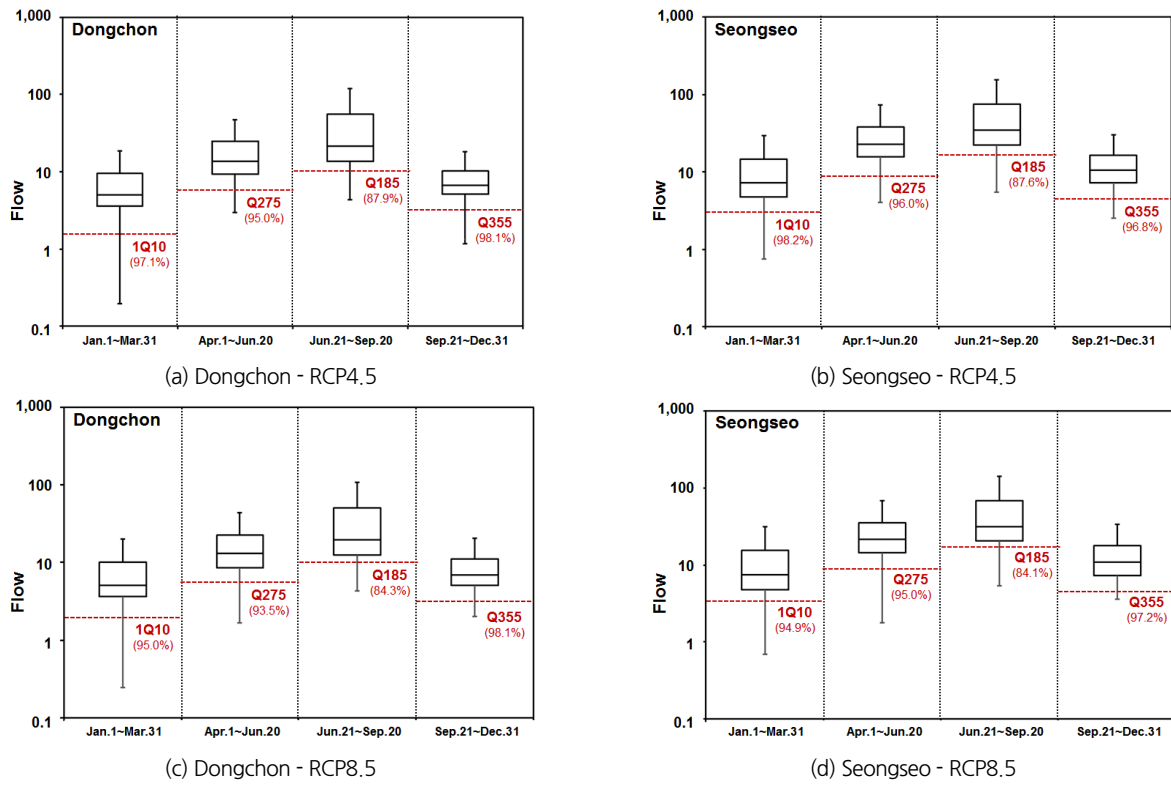 1,000
Dongchon
100
10
1
0.1
Flow
1Q10
(97.1%)
Q275
(95.0%)
Q185
(87.9%)
Q355
(98.1%)
Jan.1~Mar.31 Apr.1~Jun.20 Jun.21~Sep.20 Sep.21~Dec.31
(a) Dongchon - RCP4.5
1,000
Seongseo
100
10
1
0.1
Flow
1Q10
(98.2%)
Q275
(96.0%)
Q185
(87.6%)
Q355
(96.8%)
Jan.1~Mar.31 Apr.1~Jun.20 Jun.21~Sep.20 Sep.21~Dec.31
(b) Seongseo - RCP4.5
1,000
Dongchon
100
10
1
0.1
Flow
1Q10
(95.0%)
Q275
(93.5%)
Q185
(84.3%)
Q355
(98.1%)
Jan.1~Mar.31 Apr.1~Jun.20 Jun.21~Sep.20 Sep.21~Dec.31
(c) Dongchon - RCP8.5
1,000
Seongseo
100
10
1
0.1
Flow
1Q10
(94.9%)
Q275
(95.0%)
Q185
(84.1%)
Q355
(97.2%)
Jan.1~Mar.31 Apr.1~Jun.20 Jun.21~Sep.20 Sep.21~Dec.31
(d) Seongseo - RCP8.5